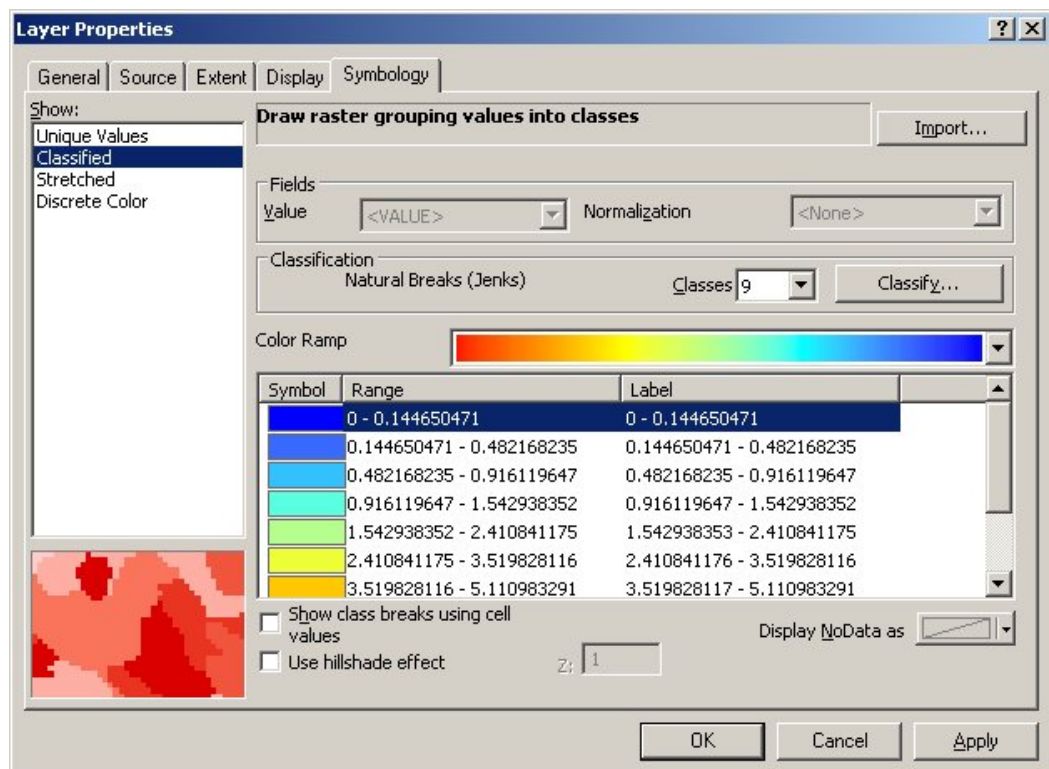 Layer Properties
General Source Extent Display Symbology
Show:
Unique Values
Classified
Stretched
Discrete Color
Draw raster grouping values into classes
Import...
Fields
Value <VALUE> Normalization <None>
Classification
Natural Breaks (Jenks)
Classes 9 Classify...
Color Ramp
Symbol Range Label
0 - 0.144650471 0 - 0.144650471
0.144650471 - 0.482168235 0.144650471 - 0.482168235
0.482168235 - 0.916119647 0.482168235 - 0.916119647
0.916119647 - 1.542938352 0.916119647 - 1.542938352
1.542938352 - 2.410841175 1.542938353 - 2.410841175
2.410841175 - 3.519828116 2.410841176 - 3.519828116
3.519828116 - 5.110983291 3.519828117 - 5.110983291
Show class breaks using cell
values
Display NoData as
Use hillshade effect Z: 1
OK Cancel Apply